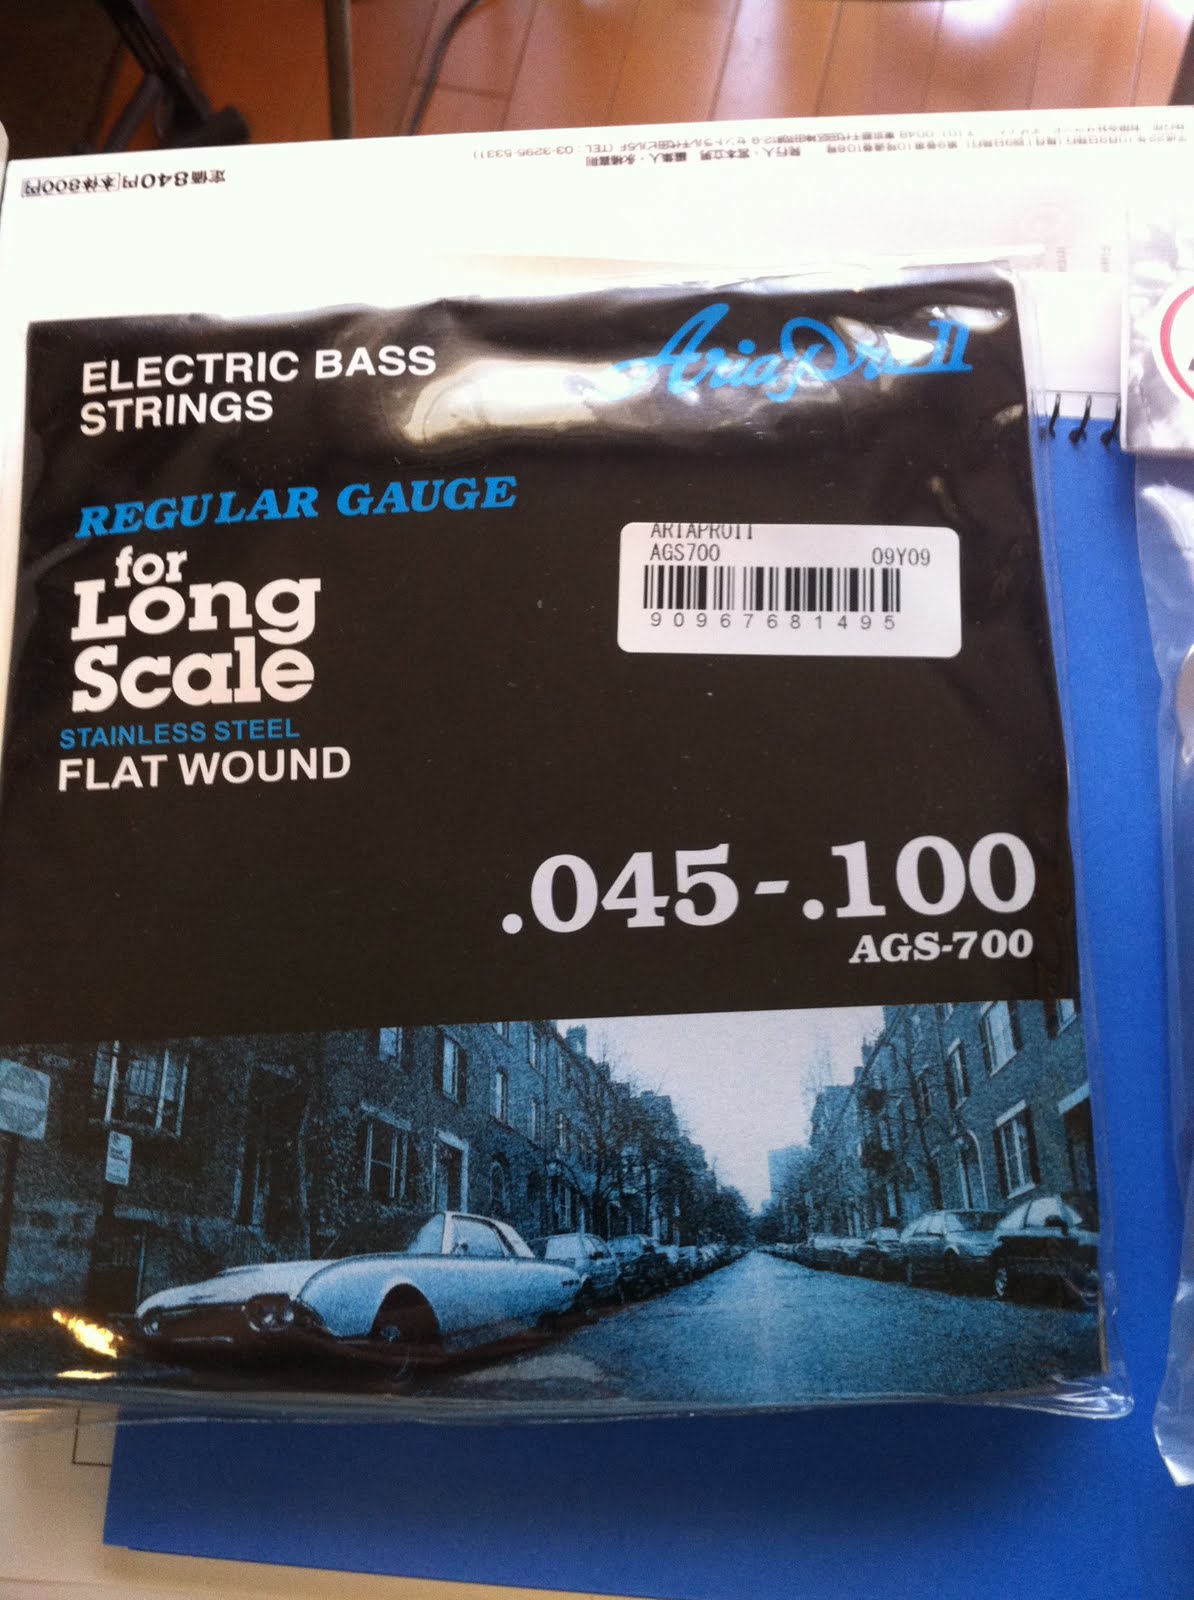 定価840円 本体800円
ELECTRIC BASS
STRINGS
AriaProII
REGULAR GAUGE
for
Long
Scale
STAINLESS STEEL
FLAT WOUND
ARIAPROII
AGS700 09Y09
90967681495
.045-.100
AGS-700